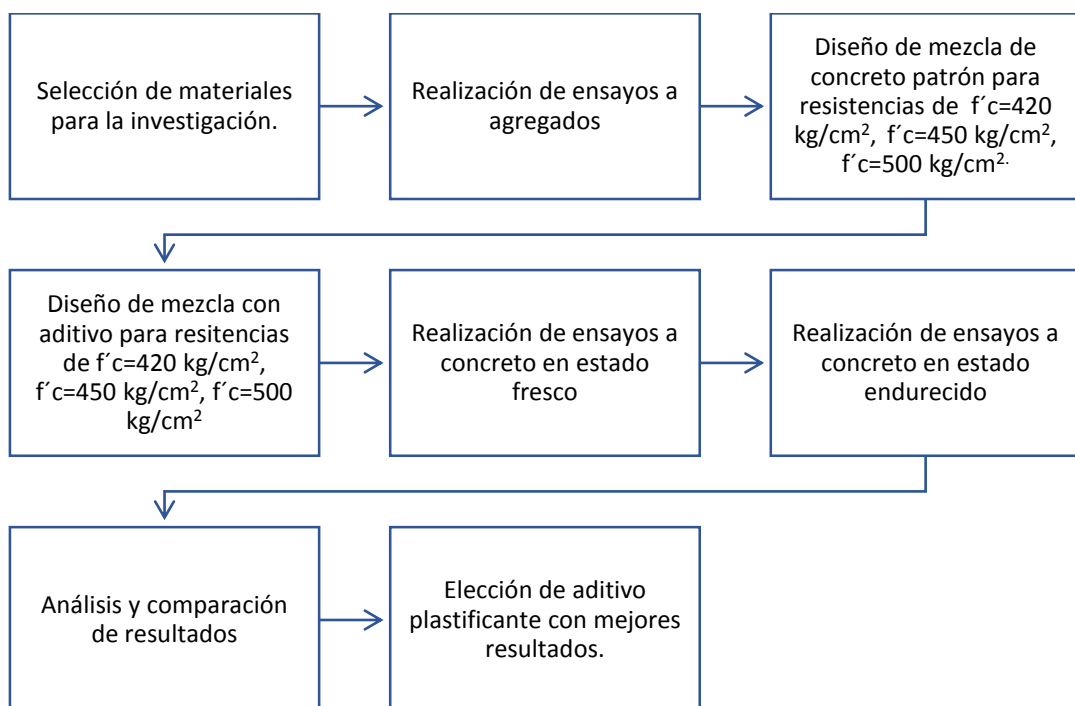 Selección de materiales
para la investigación.
Realización de ensayos a
agregados
Diseño de mezcla de
concreto patrón para
resistencias de f´c=420
kg/cm², f´c=450 kg/cm²,
f´c=500 kg/cm².
Diseño de mezcla con
aditivo para resitencias
de f´c=420 kg/cm²,
f´c=450 kg/cm², f´c=500
kg/cm²
Realización de ensayos a
concreto en estado
fresco
Realización de ensayos a
concreto en estado
endurecido
Análisis y comparación
de resultados
Elección de aditivo
plastificante con mejores
resultados.